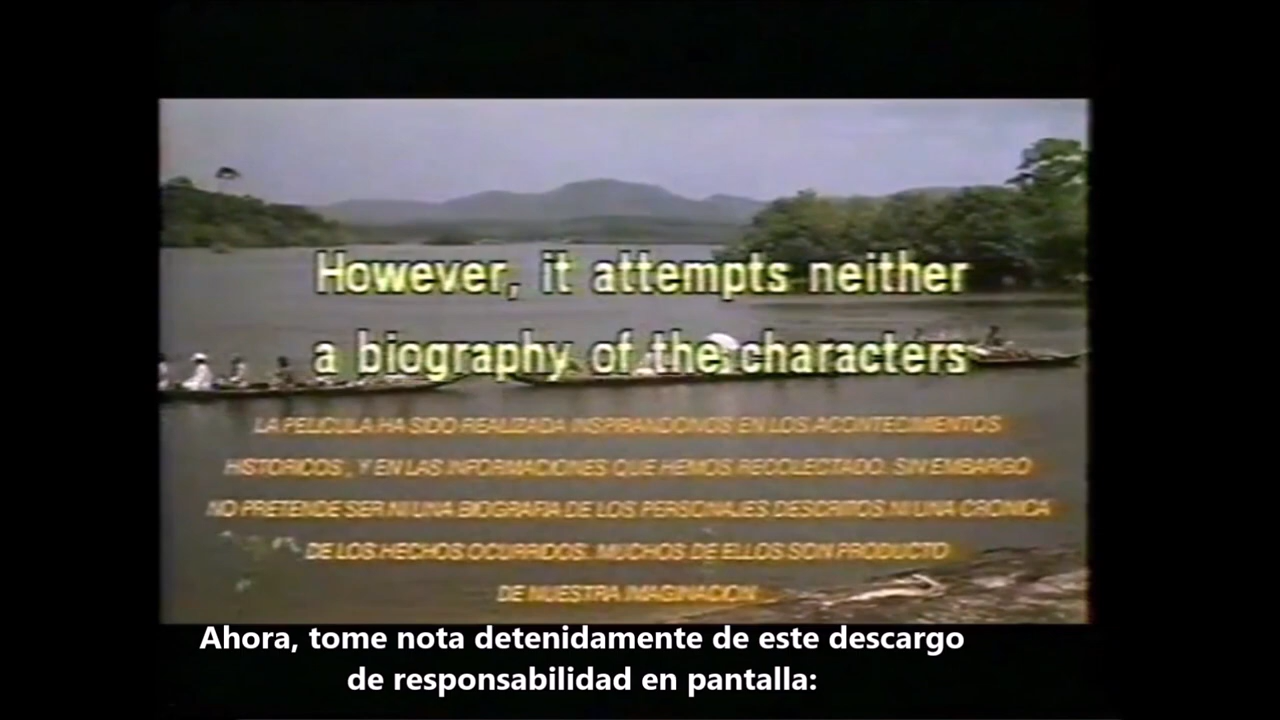 However, it attempts neither
a biography of the characters
LA PELICULA HA SIDO REALIZADA INSPIRANDONOS EN LOS ACONTECIMIENTOS
HISTORICOS , Y EN LAS INFORMACIONES QUE HEMOS RECOLECTADO. SIN EMBARGO
NO PRETENDE SER NI UNA BIOGRAFIA DE LOS PERSONAJES DESCRITOS NI UNA CRONICA
DE LOS HECHOS OCURRIDOS. MUCHOS DE ELLOS SON PRODUCTO
DE NUESTRA IMAGINACION...
Ahora, tome nota detenidamente de este descargo
de responsabilidad en pantalla: